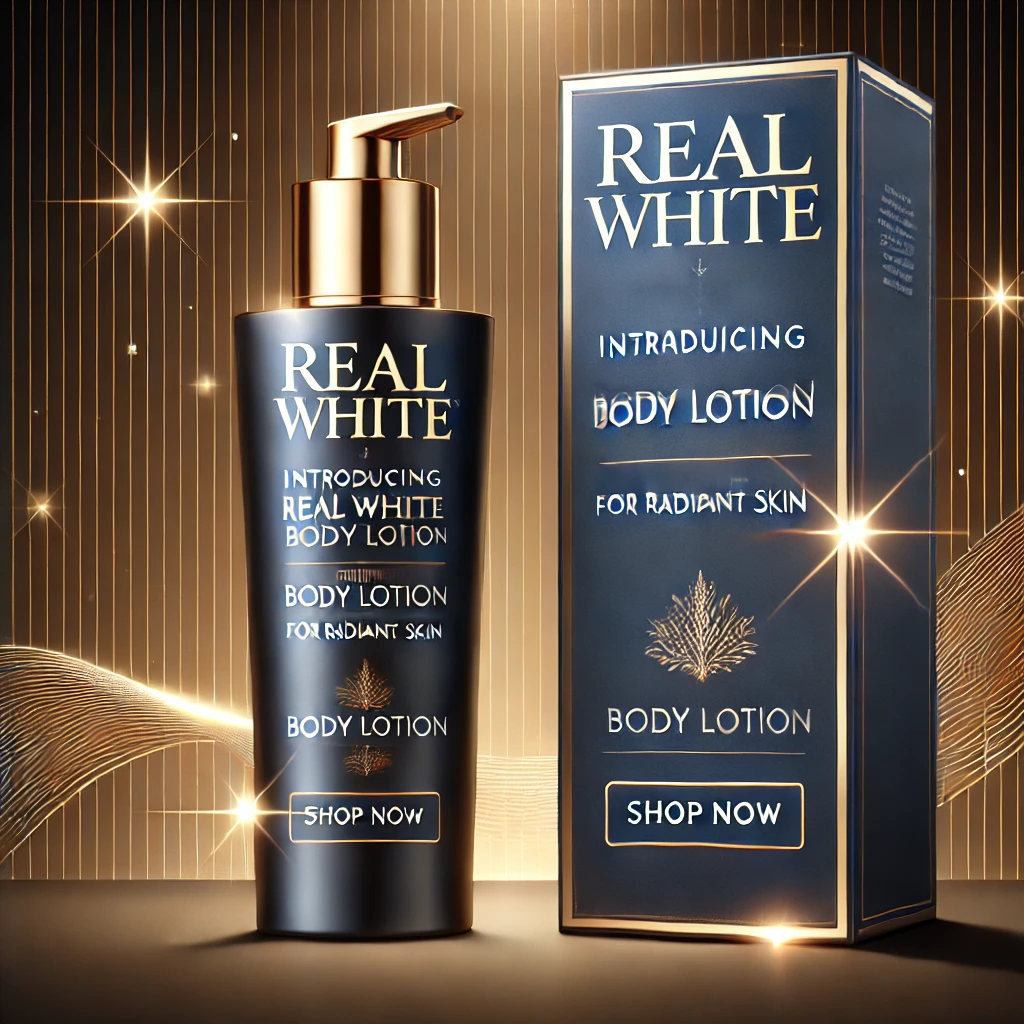 REAL
WHITE
INTRODUCING
REAL WHITE
BODY LOTION
BODY LOTION
FOR RADIANT SKIN
BODY LOTION
SHOP NOW
REAL
WHITE
INTRADUICING
BODY LOTION
FOR RADIANT SKIN
BODY LOTION
SHOP NOW